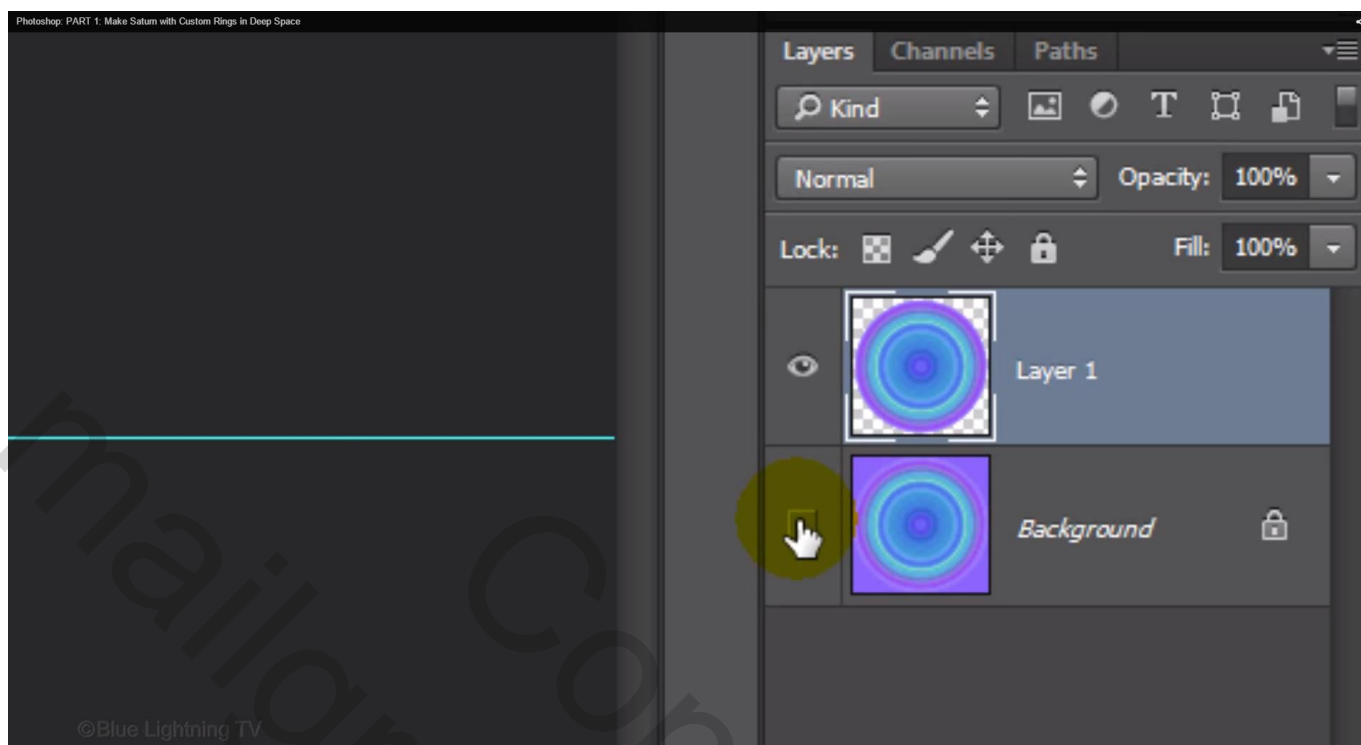 Photoshop: PART 1: Make Saturn with Custom Rings in Deep Space
Layers Channels Paths
Kind T
Normal Opacity: 100%
Lock: Fill: 100%
Layer 1
Background
©Blue Lightning TV